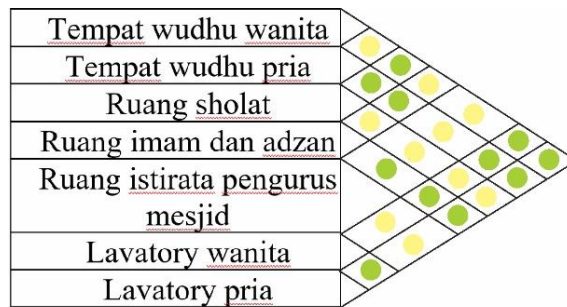 Tempat wudhu wanita
Tempat wudhu pria
Ruang sholat
Ruang imam dan adzan
Ruang istirata pengurus
mesjid
Lavatory wanita
Lavatory pria